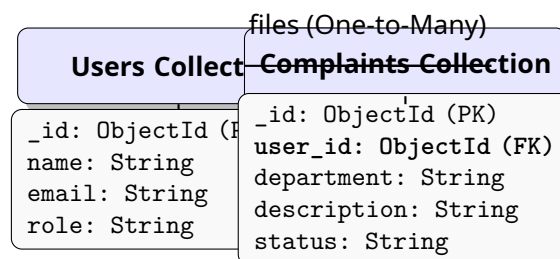 files (One-to-Many)
Users Collect
Complaints Collection
_id: ObjectId (
name: String
email: String
role: String
_id: ObjectId (PK)
user_id: ObjectId (FK)
department: String
description: String
status: String